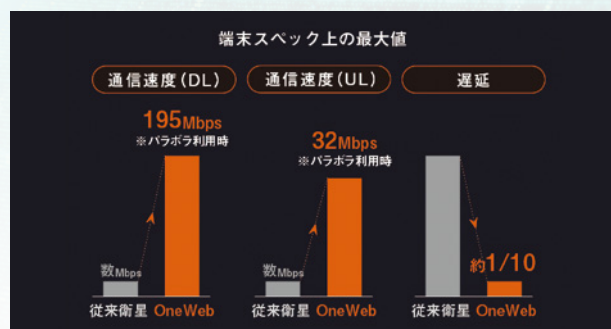 端末スペック上の最大値
通信速度(DL)
195Mbps
※パラボラ利用時
数Mbps
従来衛星 OneWeb
通信速度(UL)
32Mbps
※パラボラ利用時
数Mbps
従来衛星 OneWeb
遅延
約1/10
従来衛星 OneWeb